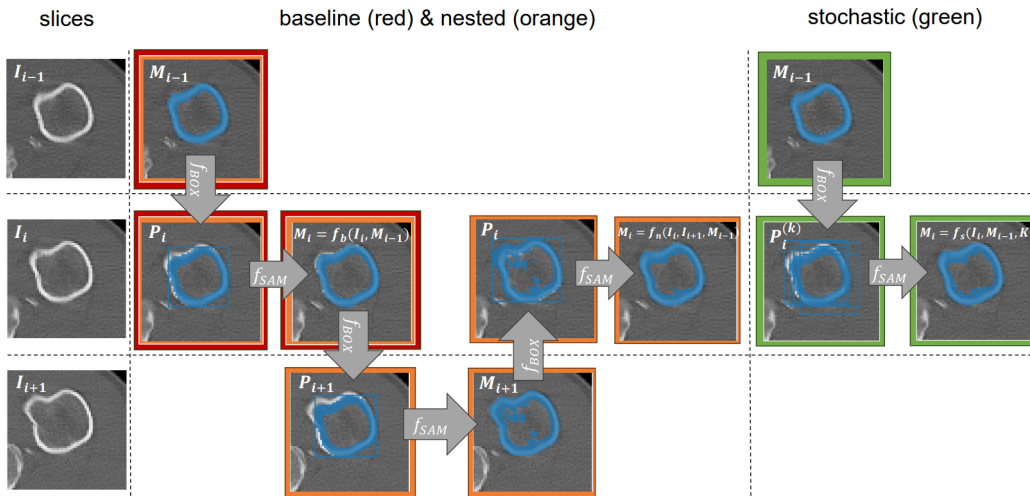 slices
baseline (red) & nested (orange)
stochastic (green)
I_{i-1}
M_{i-1}
M_{i-1}
f_{BOX}
f_{BOX}
I_i
P_i
M_i = f_b(I_i, M_{i-1})
P_i
M_i = f_n(I_i, I_{i+1}, M_{i-1})
P_i^{(k)}
M_i = f_s(I_i, M_{i-1}, K
f_{SAM}
f_{SAM}
f_{SAM}
f_{BOX}
f_{BOX}
I_{i+1}
P_{i+1}
M_{i+1}
f_{SAM}